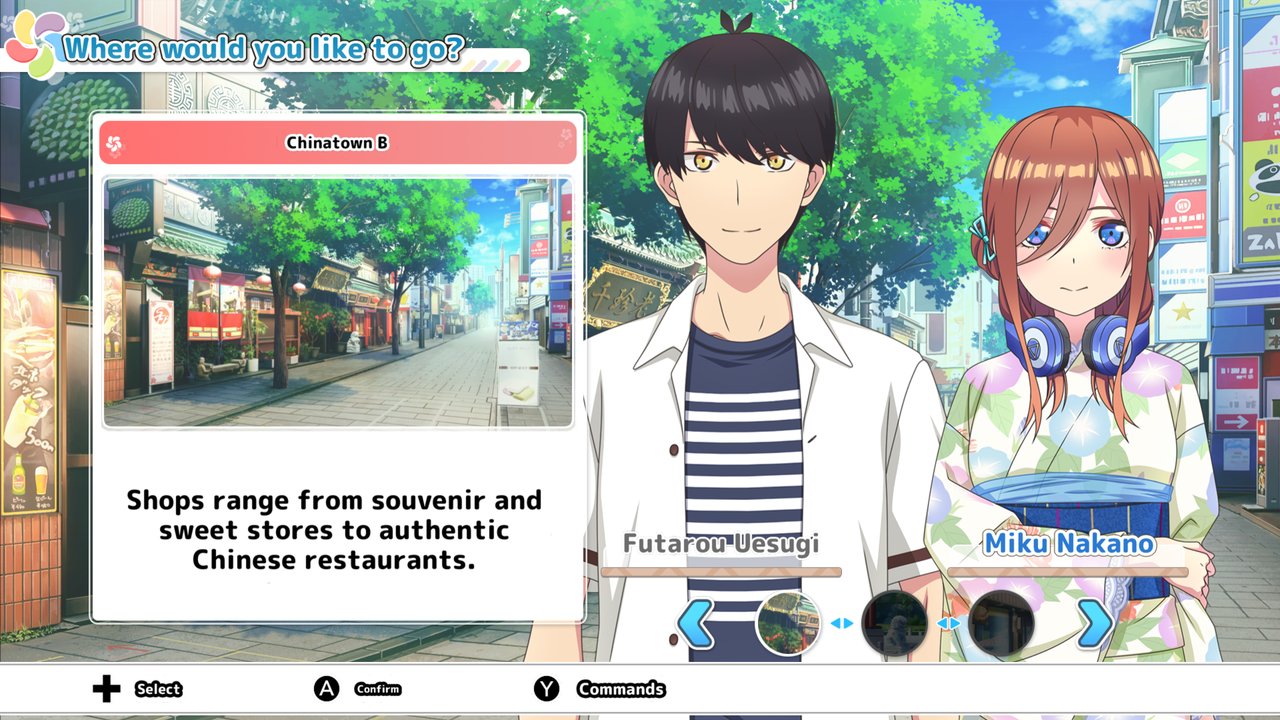 Where would you like to go?
Chinatown B
Shops range from souvenir and
sweet stores to authentic
Chinese restaurants.
Futarou Uesugi
Miku Nakano
Select
A
Confirm
Y
Commands